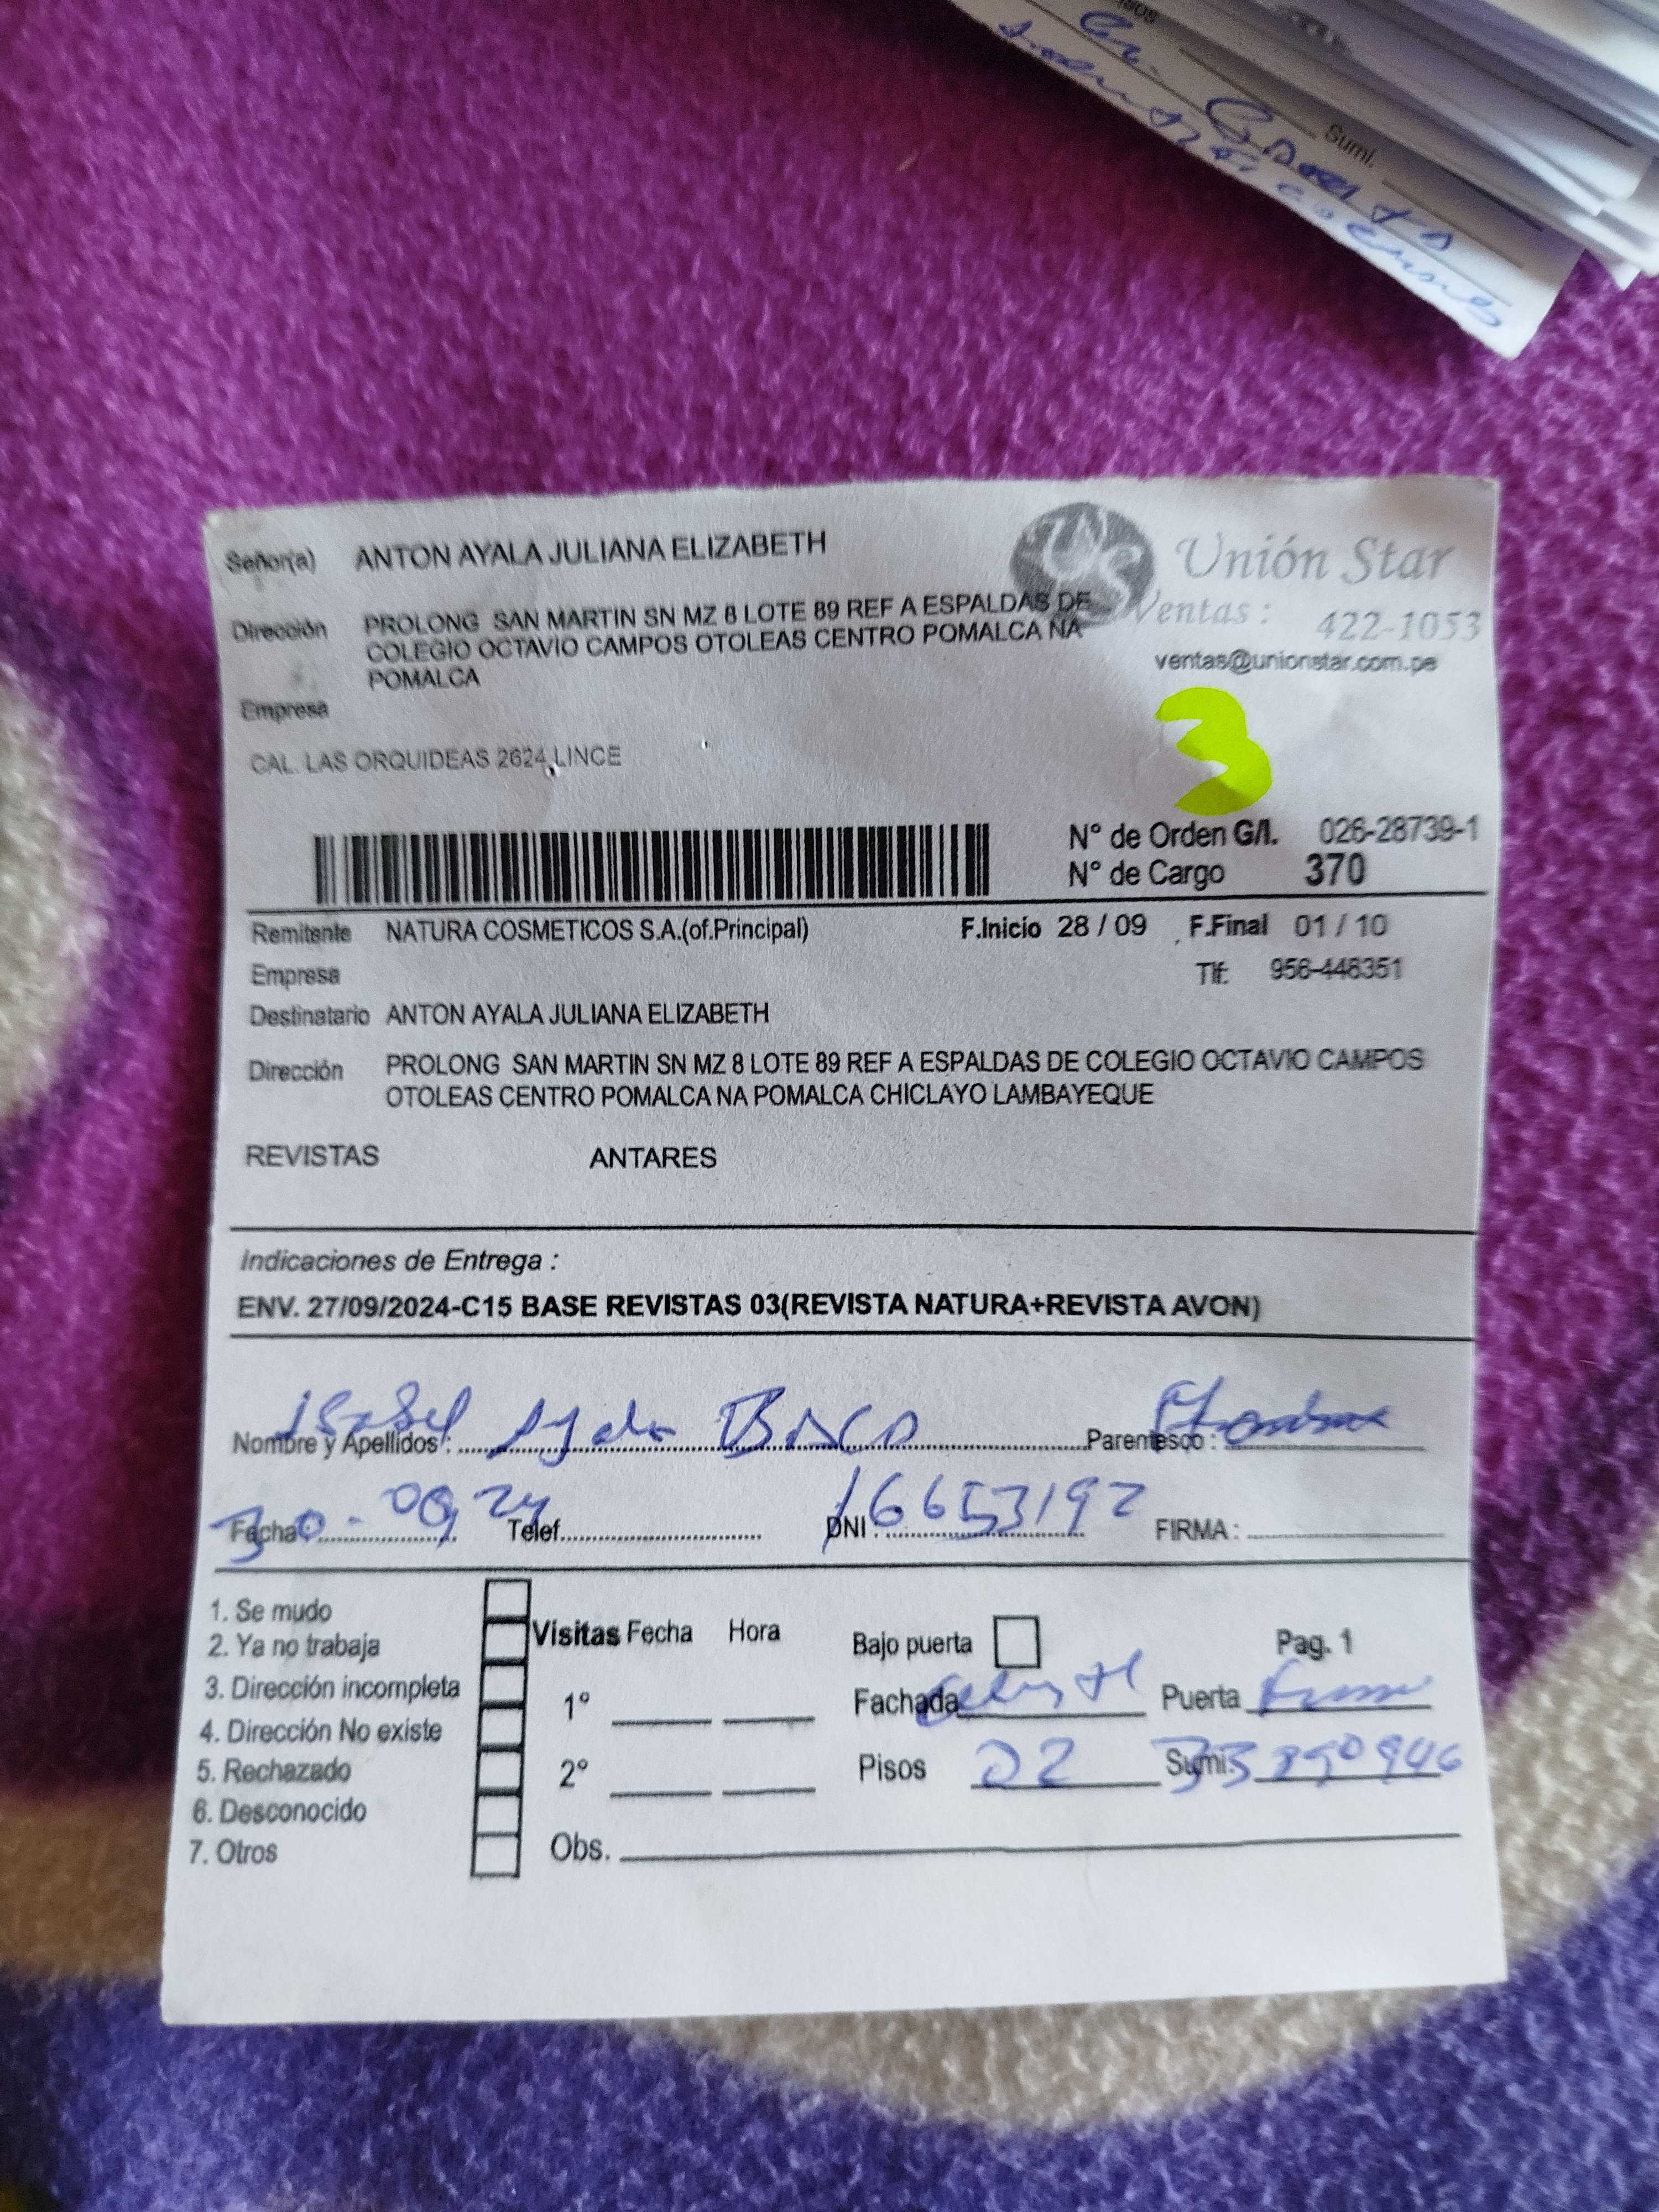 Señor(a) ANTON AYALA JULIANA ELIZABETH
Unión Star
Dirección PROLONG SAN MARTIN SN MZ 8 LOTE 89 REF A ESPALDAS DE
COLEGIO OCTAVIO CAMPOS OTOLEAS CENTRO POMALCA NA
POMALCA
Ventas : 422-1053
ventas@unionstar.com.pe
Empresa
3
CAL. LAS ORQUIDEAS 2624 LINCE
N° de Orden G/I. 026-28739-1
N° de Cargo 370
Remitente NATURA COSMETICOS S.A.(of.Principal) F.Inicio 28 / 09 F.Final 01 / 10
Empresa Tlf: 956-446351
Destinatario ANTON AYALA JULIANA ELIZABETH
Dirección PROLONG SAN MARTIN SN MZ 8 LOTE 89 REF A ESPALDAS DE COLEGIO OCTAVIO CAMPOS
OTOLEAS CENTRO POMALCA NA POMALCA CHICLAYO LAMBAYEQUE
REVISTAS ANTARES
Indicaciones de Entrega :
ENV. 27/09/2024-C15 BASE REVISTAS 03(REVISTA NATURA+REVISTA AVON)
Nombre y Apellidos : Isabel Ayala Baca Parentesco :
Fecha 30-09-24 Telef. DNI : 16653192 FIRMA :
1. Se mudo
2. Ya no trabaja
3. Dirección incompleta
4. Dirección No existe
5. Rechazado
6. Desconocido
7. Otros
Visitas Fecha Hora
1°
2°
Obs.
Bajo puerta Pag. 1
Fachada Puerta
Pisos 02 Sumi.
Sumi.